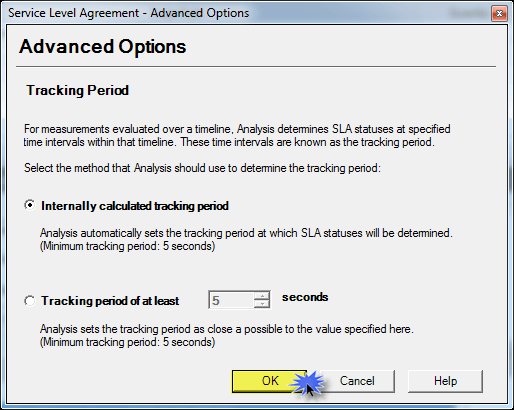 Service Level Agreement - Advanced Options
Advanced Options
Tracking Period
For measurements evaluated over a timeline, Analysis determines SLA statuses at specified
time intervals within that timeline. These time intervals are known as the tracking period.
Select the method that Analysis should use to determine the tracking period:
Internally calculated tracking period
Analysis automatically sets the tracking period at which SLA statuses will be determined.
(Minimum tracking period: 5 seconds)
Tracking period of at least 5 seconds
Analysis sets the tracking period as close a possible to the value specified here.
(Minimum tracking period: 5 seconds)
OK Cancel Help